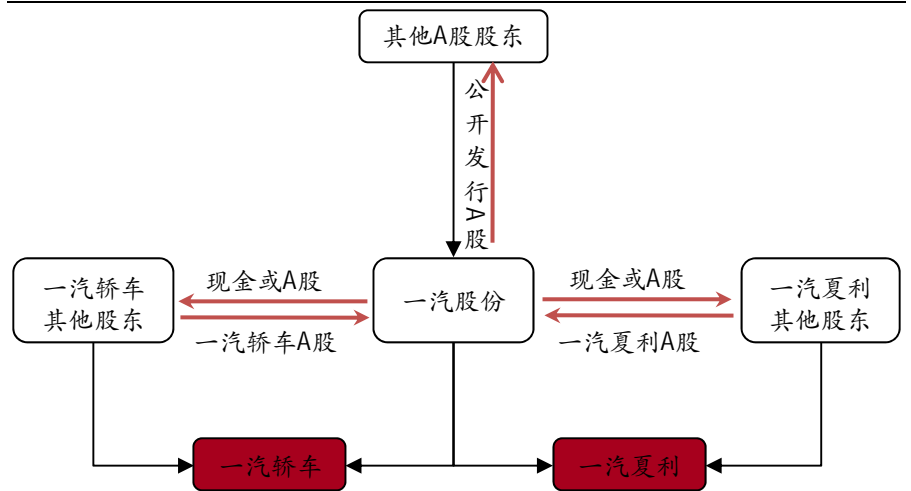 其他A股股东
公开发行A股
一汽轿车
其他股东
现金或A股
一汽轿车A股
一汽股份
现金或A股
一汽夏利A股
一汽夏利
其他股东
一汽轿车
一汽夏利